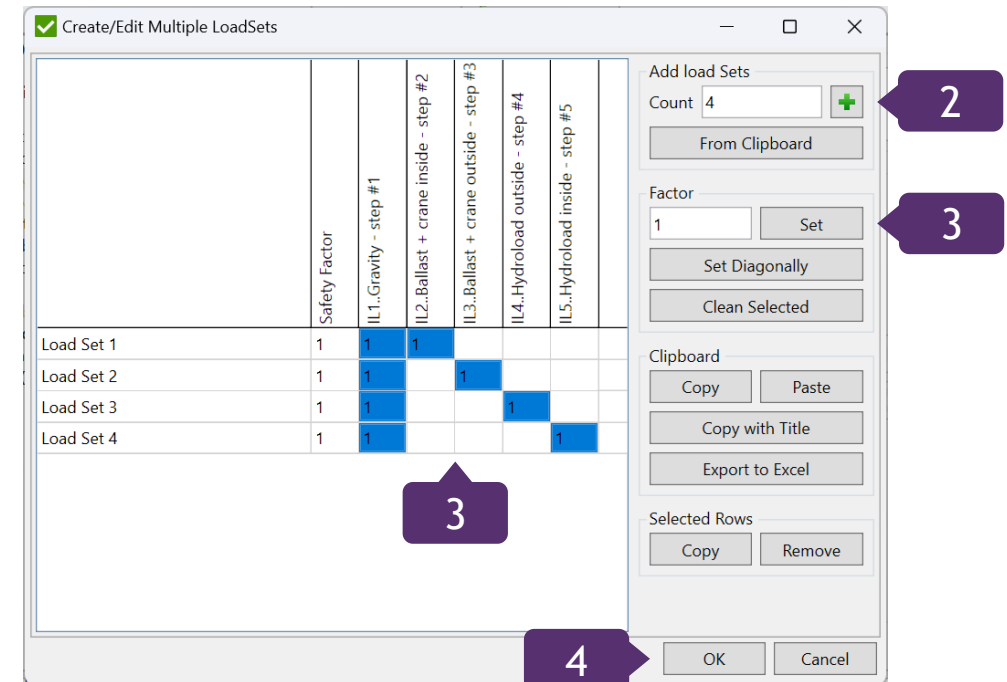 Create/Edit Multiple LoadSets
Safety Factor
IL1..Gravity - step #1
IL2..Ballast + crane inside - step #2
IL3..Ballast + crane outside - step #3
IL4..Hydroload outside - step #4
IL5..Hydroload inside - step #5
Load Set 1 1 1 1
Load Set 2 1 1 1
Load Set 3 1 1 1
Load Set 4 1 1 1
3
Add load Sets
Count 4
2
From Clipboard
Factor
1 Set
3
Set Diagonally
Clean Selected
Clipboard
Copy Paste
Copy with Title
Export to Excel
Selected Rows
Copy Remove
4
OK Cancel